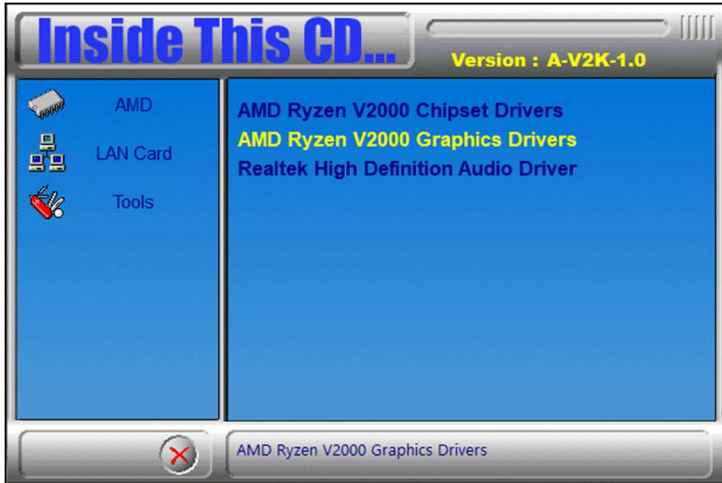 Inside This CD...
Version : A-V2K-1.0
AMD
LAN Card
Tools
AMD Ryzen V2000 Chipset Drivers
AMD Ryzen V2000 Graphics Drivers
Realtek High Definition Audio Driver
AMD Ryzen V2000 Graphics Drivers